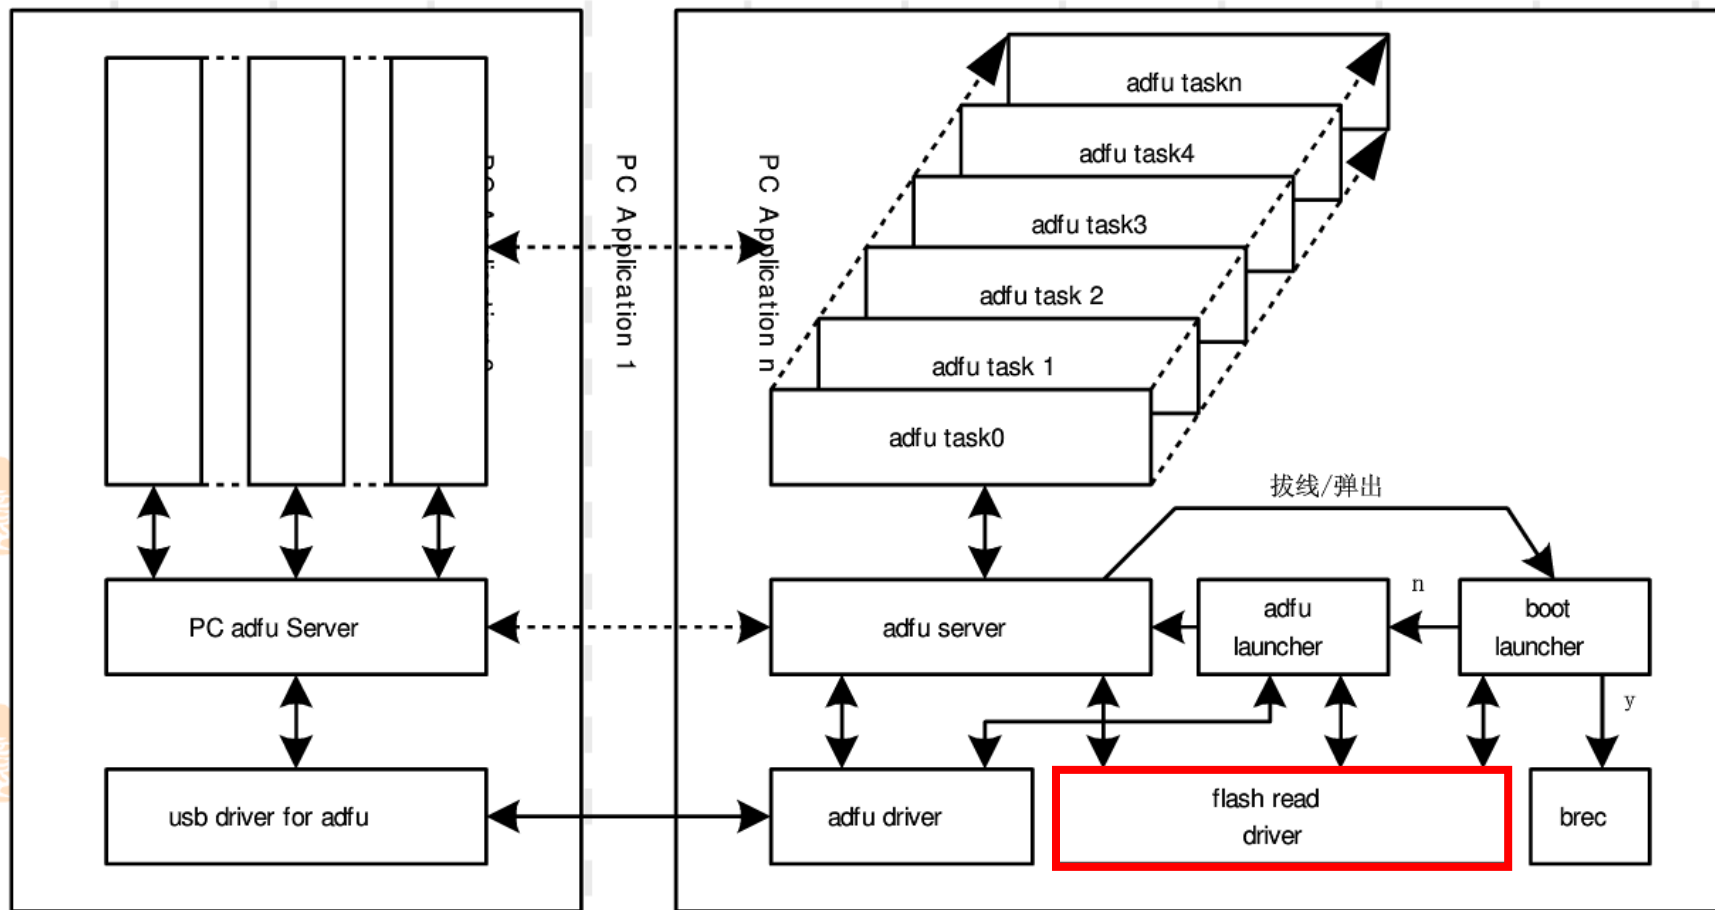 PC Application 1
PC Application n
adfu taskn
adfu task4
adfu task3
adfu task 2
adfu task 1
adfu task0
拔线/弹出
PC adfu Server
adfu server
adfu
launcher
n
boot
launcher
y
usb driver for adfu
adfu driver
flash read
driver
brec